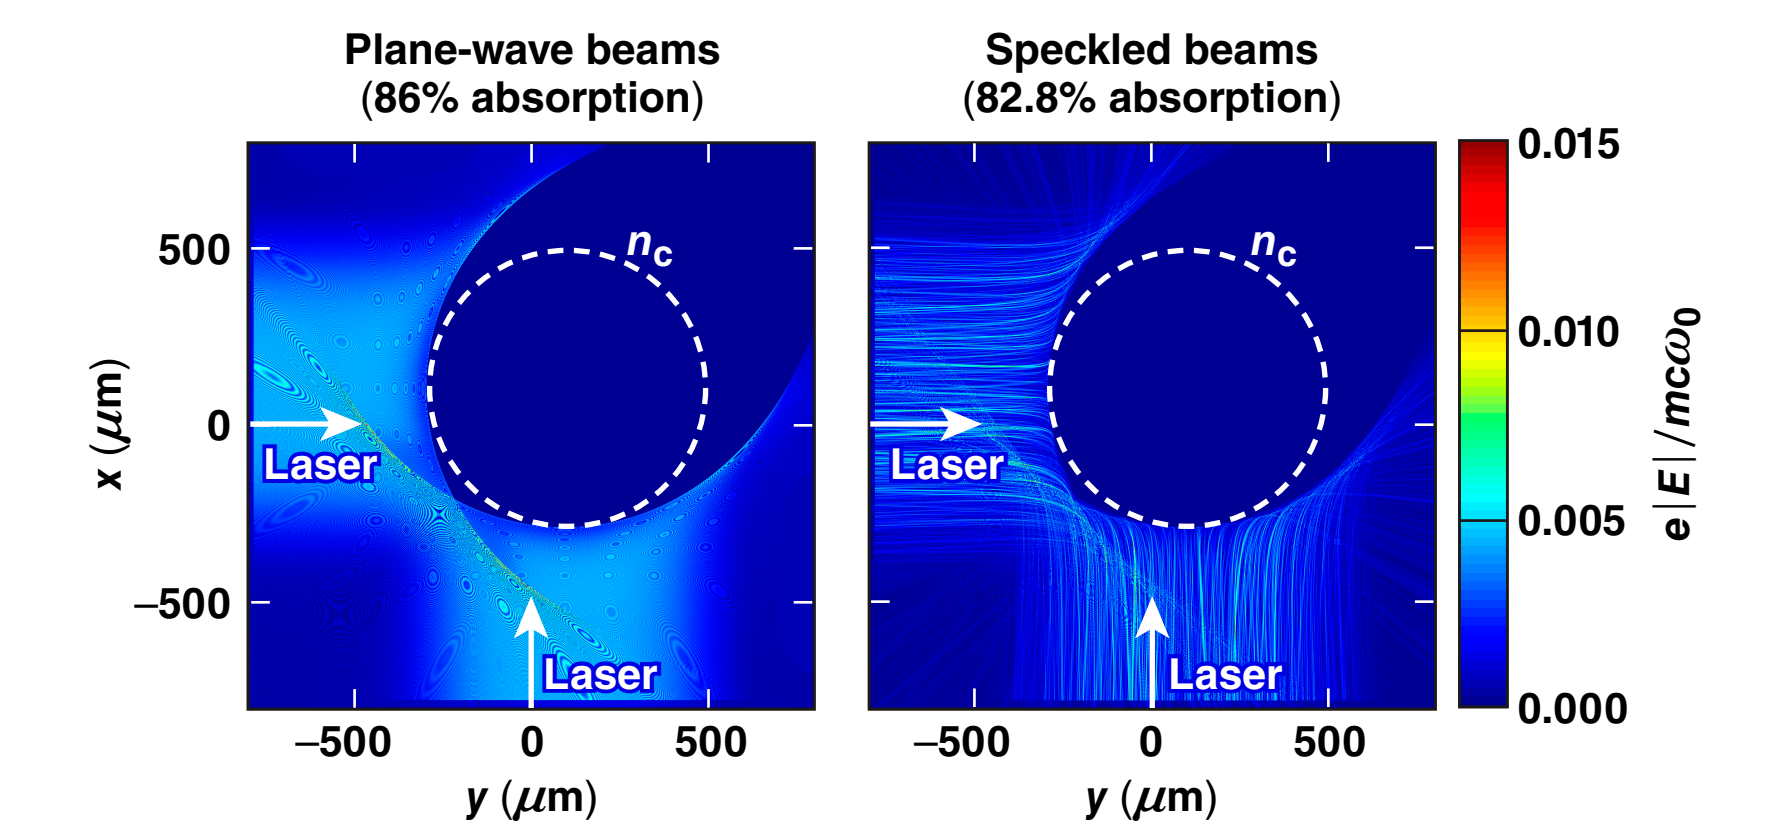 Plane-wave beams
(86% absorption)
Speckled beams
(82.8% absorption)
x (μm)
500
0
–500
nc
Laser
Laser
–500 0 500
y (μm)
nc
Laser
Laser
–500 0 500
y (μm)
0.015
0.010
0.005
0.000
e|E|/mcω0